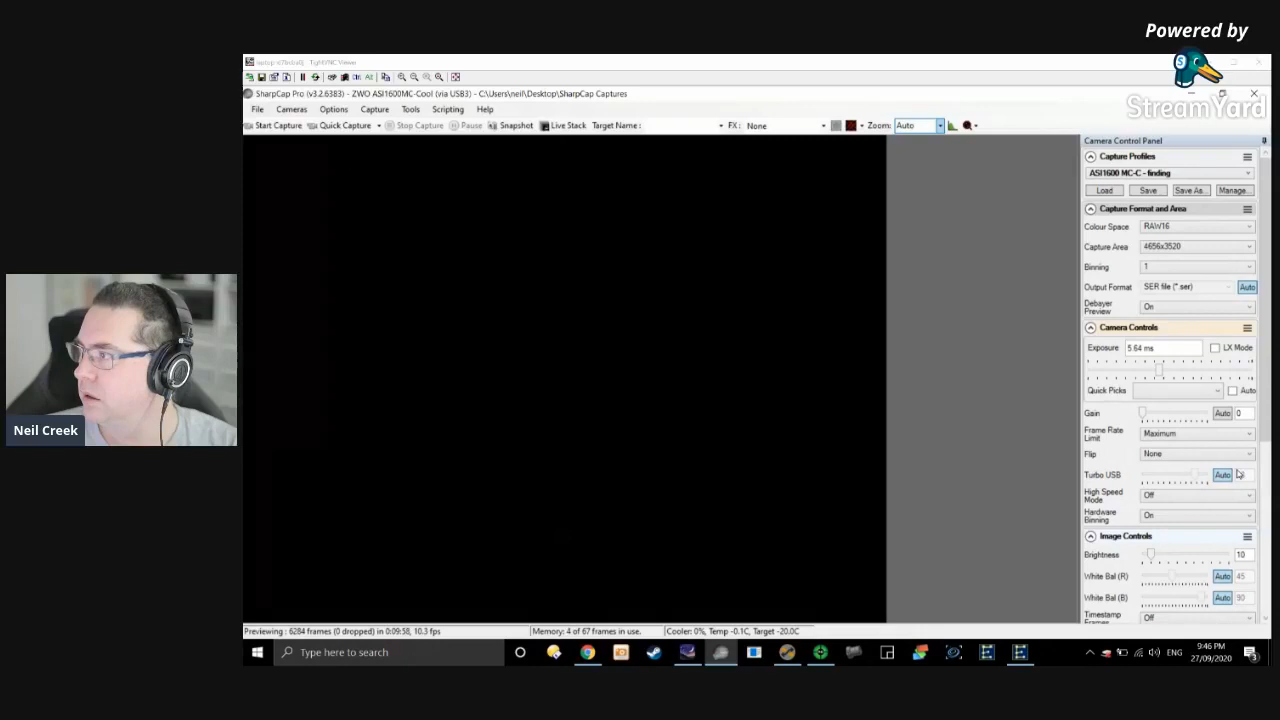 Powered by
StreamYard
TightVNC Viewer
SharpCap Pro (v3.2.6383) - ZWO ASI1600MC-Cool (via USB3) - C:\Users\neil\Desktop\SharpCap Captures
File Cameras Options Capture Tools Scripting Help
Start Capture Quick Capture Stop Capture Pause Snapshot Live Stack Target Name : FX: None Zoom: Auto
Camera Control Panel
Capture Profiles
ASI1600 MC-C - finding
Load Save Save As... Manage...
Capture Format and Area
Colour Space RAW16
Capture Area 4656x3520
Binning 1
Output Format SER file (*.ser) Auto
Debayer Preview On
Camera Controls
Exposure 5.64 ms LX Mode
Quick Picks Auto
Gain Auto 0
Frame Rate Limit Maximum
Flip None
Turbo USB Auto
High Speed Mode Off
Hardware Binning On
Image Controls
Brightness 10
White Bal (R) Auto 45
White Bal (B) Auto 90
Timestamp Frames Off
Neil Creek
Previewing : 6284 frames (0 dropped) in 0:09:58, 10.3 fps Memory: 4 of 67 frames in use. Cooler: 0%, Temp -0.1C, Target -20.0C
Type here to search
ENG
9:46 PM
27/09/2020
3